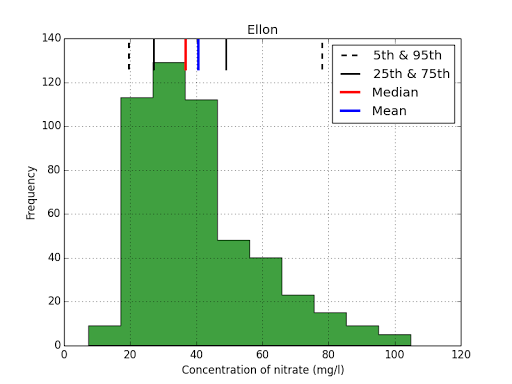 Ellon
140
120
100
80
60
40
20
0
Frequency
5th & 95th
25th & 75th
Median
Mean
0 20 40 60 80 100 120
Concentration of nitrate (mg/l)